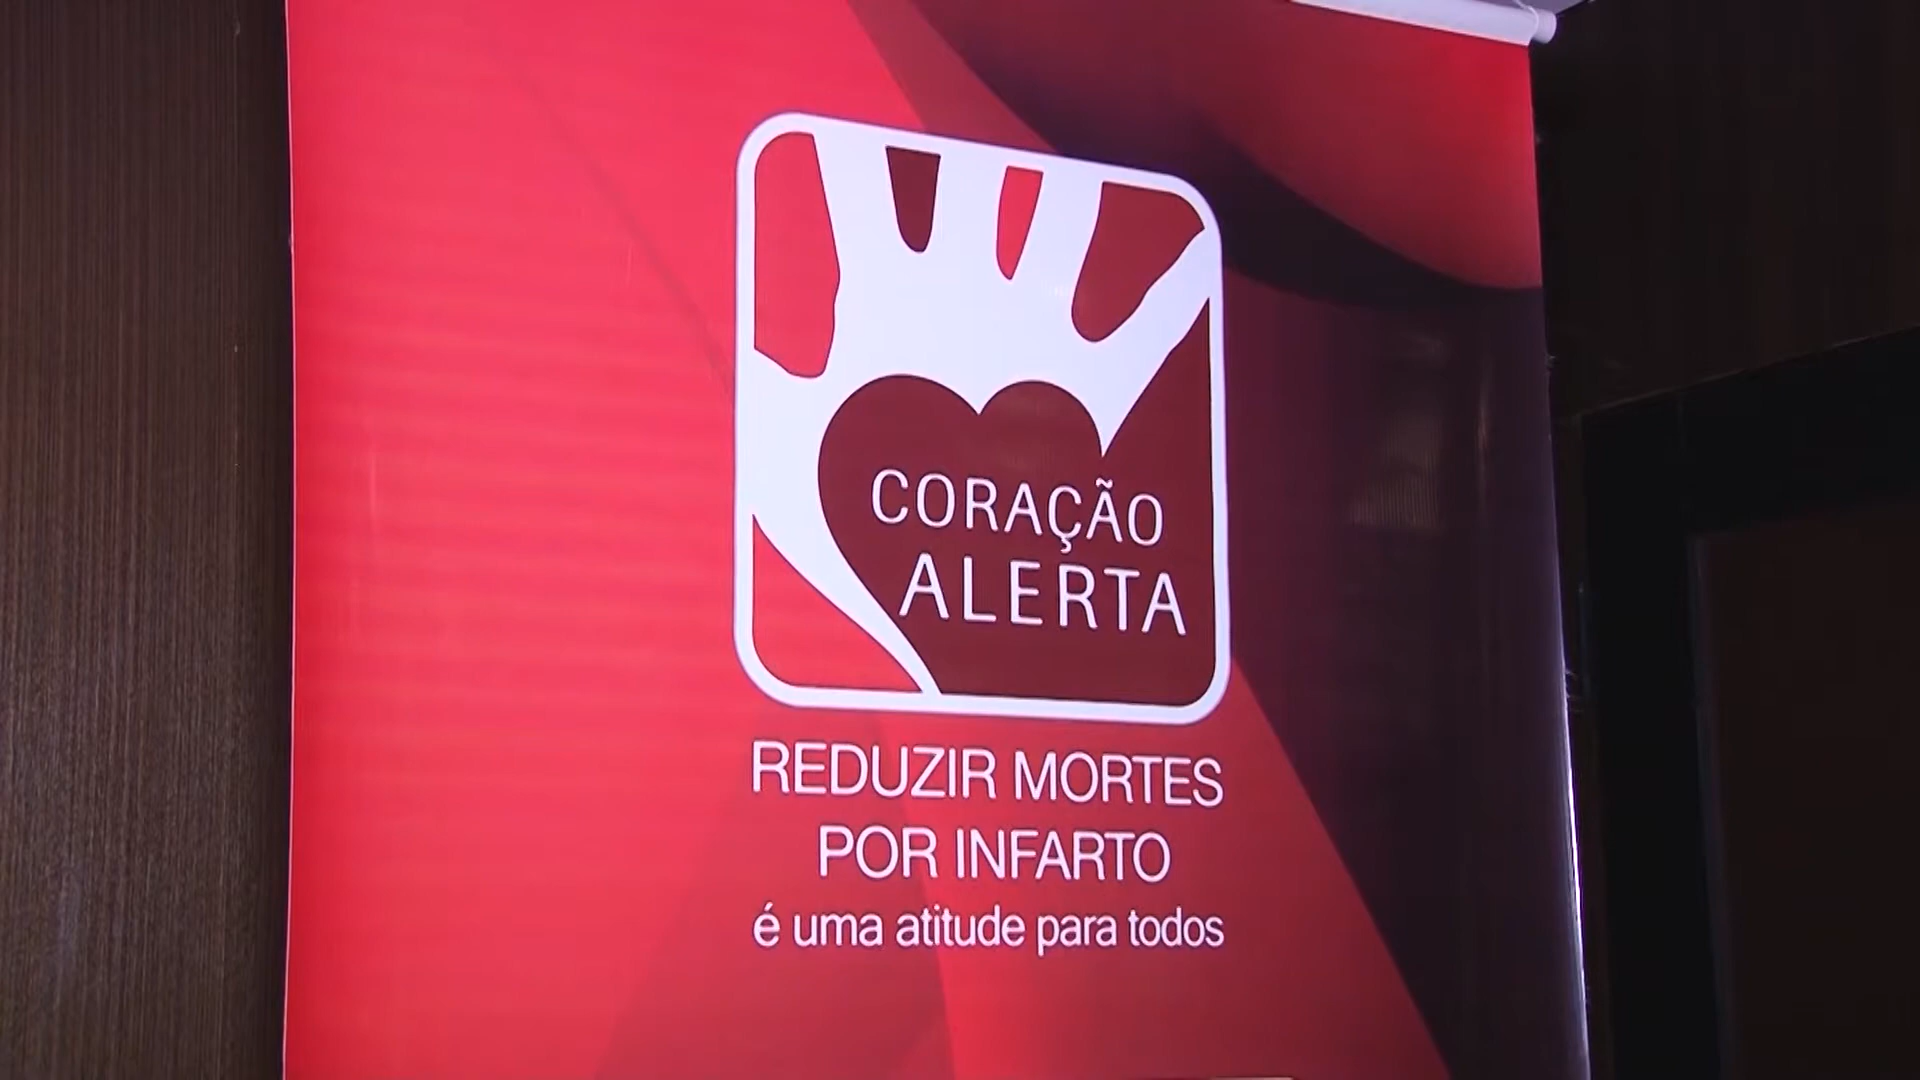 CORAÇÃO
ALERTA
REDUZIR MORTES
POR INFARTO
é uma atitude para todos